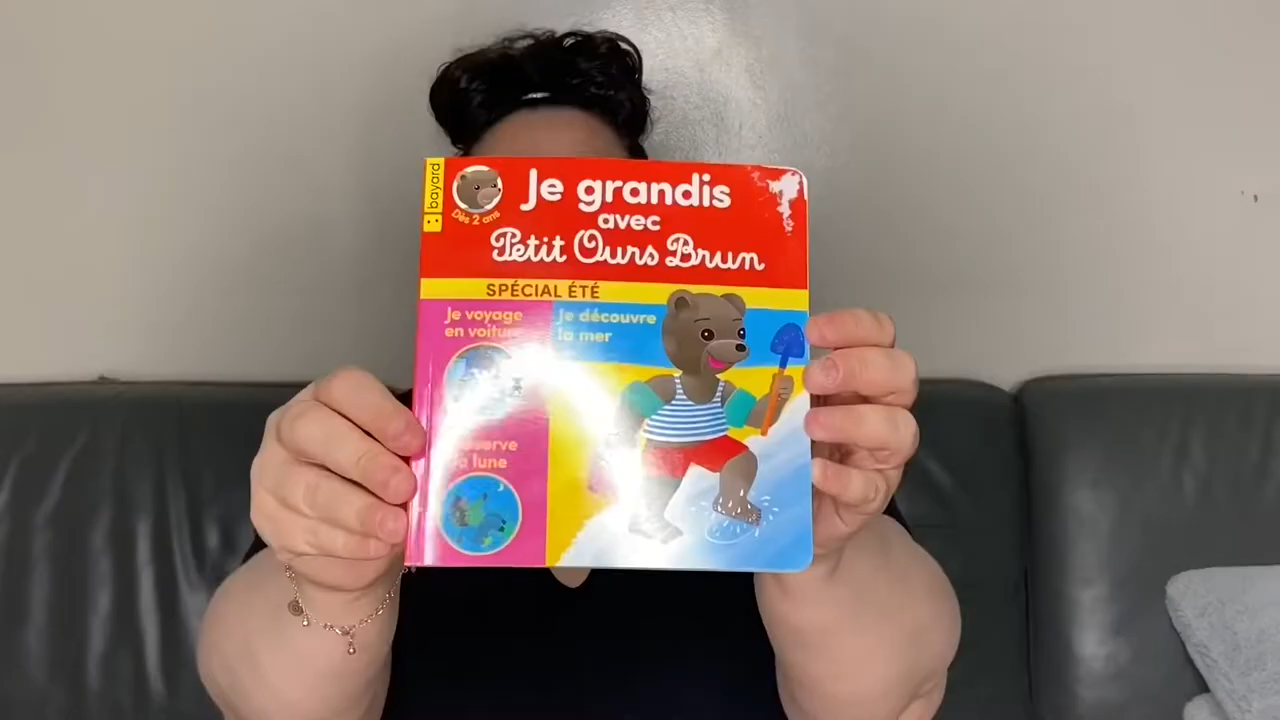 bayard
Dès 2 ans
Je grandis
avec
Petit Ours Brun
SPÉCIAL ÉTÉ
Je voyage
en voiture
Je découvre
la mer
lune